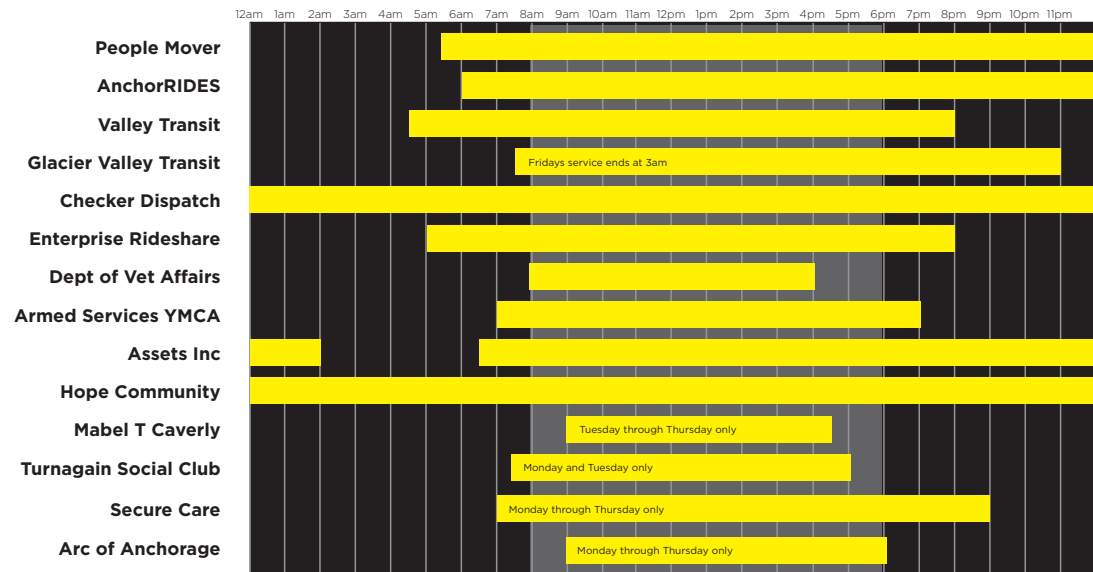 12am 1am 2am 3am 4am 5am 6am 7am 8am 9am 10am 11am 12pm 1pm 2pm 3pm 4pm 5pm 6pm 7pm 8pm 9pm 10pm 11pm
People Mover
AnchorRIDES
Valley Transit
Glacier Valley Transit Fridays service ends at 3am
Checker Dispatch
Enterprise Rideshare
Dept of Vet Affairs
Armed Services YMCA
Assets Inc
Hope Community
Mabel T Caverly Tuesday through Thursday only
Turnagain Social Club Monday and Tuesday only
Secure Care Monday through Thursday only
Arc of Anchorage Monday through Thursday only